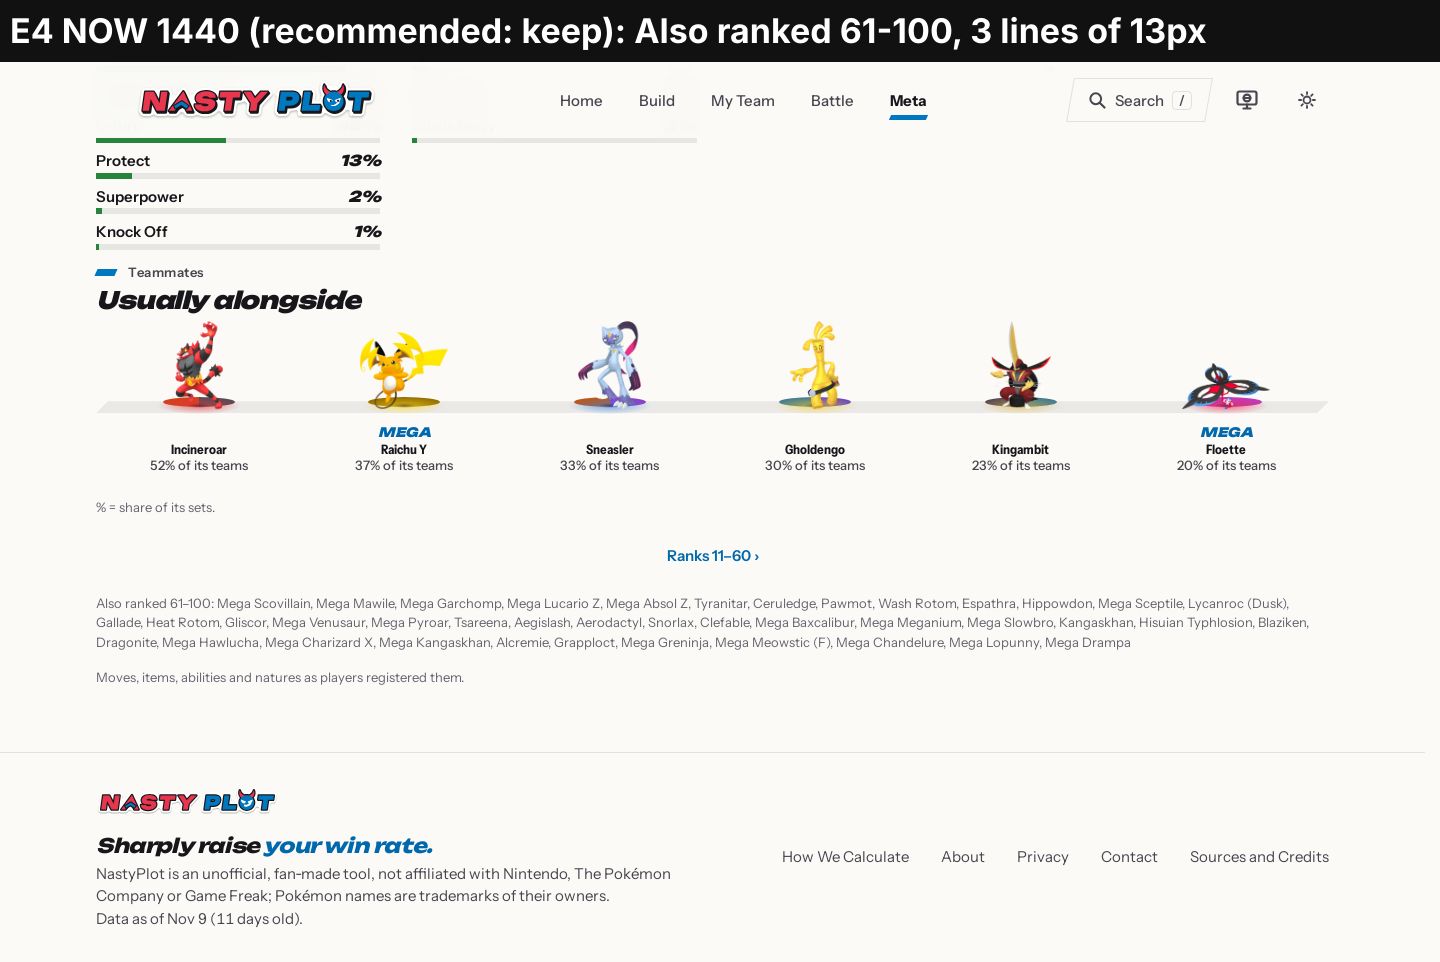 E4 NOW 1440 (recommended: keep): Also ranked 61-100, 3 lines of 13px
NASTY PLOT
Home
Build
My Team
Battle
Meta
Search /
Protect 13%
Superpower 2%
Knock Off 1%
Teammates
Usually alongside
MEGA
MEGA
Incineroar
Raichu Y
Sneasler
Gholdengo
Kingambit
Floette
52% of its teams
37% of its teams
33% of its teams
30% of its teams
23% of its teams
20% of its teams
% = share of its sets.
Ranks 11–60 ›
Also ranked 61–100: Mega Scovillain, Mega Mawile, Mega Garchomp, Mega Lucario Z, Mega Absol Z, Tyranitar, Ceruledge, Pawmot, Wash Rotom, Espathra, Hippowdon, Mega Sceptile, Lycanroc (Dusk),
Gallade, Heat Rotom, Gliscor, Mega Venusaur, Mega Pyroar, Tsareena, Aegislash, Aerodactyl, Snorlax, Clefable, Mega Baxcalibur, Mega Meganium, Mega Slowbro, Kangaskhan, Hisuian Typhlosion, Blaziken,
Dragonite, Mega Hawlucha, Mega Charizard X, Mega Kangaskhan, Alcremie, Grapploct, Mega Greninja, Mega Meowstic (F), Mega Chandelure, Mega Lopunny, Mega Drampa
Moves, items, abilities and natures as players registered them.
NASTY PLOT
Sharply raise your win rate.
NastyPlot is an unofficial, fan-made tool, not affiliated with Nintendo, The Pokémon
Company or Game Freak; Pokémon names are trademarks of their owners.
Data as of Nov 9 (11 days old).
How We Calculate
About
Privacy
Contact
Sources and Credits